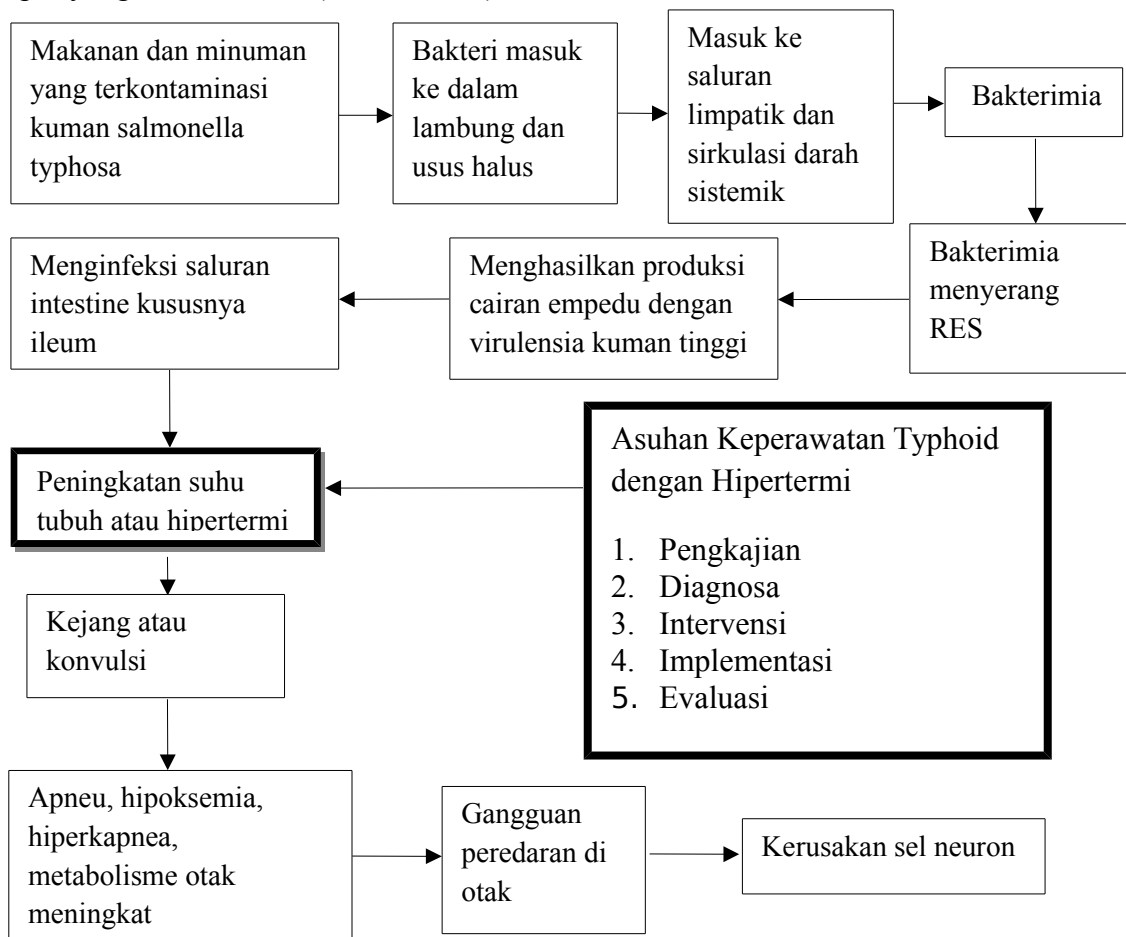 Makanan dan minuman
yang terkontaminasi
kuman salmonella
typhosa
Bakteri masuk
ke dalam
lambung dan
usus halus
Masuk ke
saluran
limpatik dan
sirkulasi darah
sistemik
Bakterimia
Bakterimia
menyerang
RES
Menghasilkan produksi
cairan empedu dengan
virulensia kuman tinggi
Menginfeksi saluran
intestine kususnya
ileum
Peningkatan suhu
tubuh atau hipertermi
Asuhan Keperawatan Typhoid
dengan Hipertermi
1. Pengkajian
2. Diagnosa
3. Intervensi
4. Implementasi
5. Evaluasi
Kejang atau
konvulsi
Apneu, hipoksemia,
hiperkapnea,
metabolisme otak
meningkat
Gangguan
peredaran di
otak
Kerusakan sel neuron